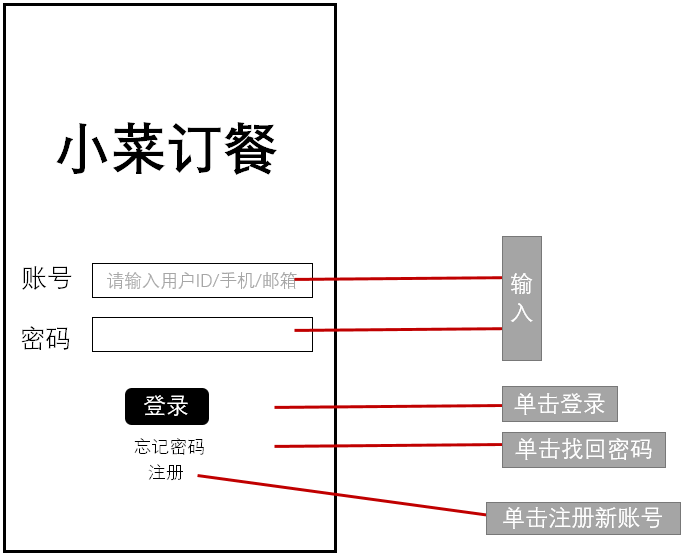 小菜订餐
账号
请输入用户ID/手机/邮箱
密码
登录
忘记密码
注册
输
入
单击登录
单击找回密码
单击注册新账号